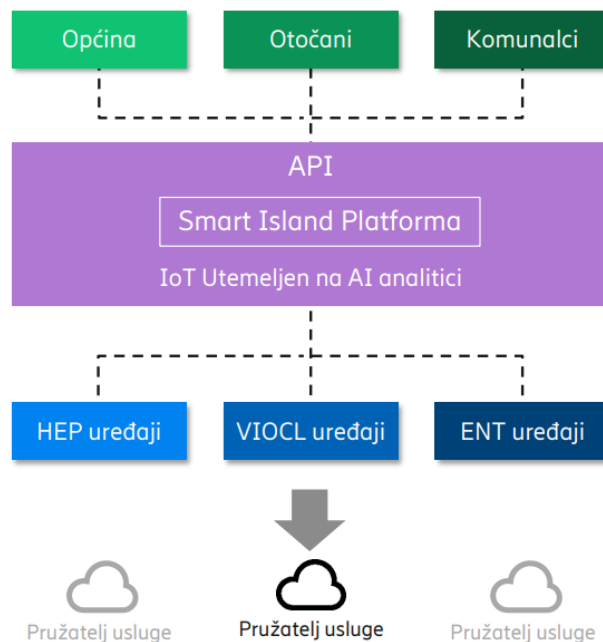 Općina
Otočani
Komunalci
API
Smart Island Platforma
IoT Utemeljen na AI analitici
HEP uređaji
VIOCL uređaji
ENT uređaji
Pružatelj usluge
Pružatelj usluge
Pružatelj usluge